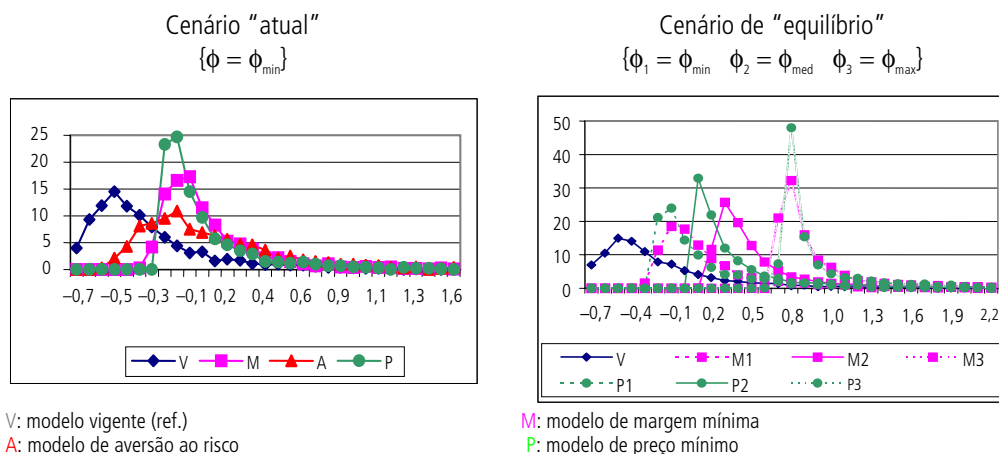 Cenário “atual”
{ϕ = ϕmin}
Cenário de “equilíbrio”
{ϕ1 = ϕmin ϕ2 = ϕmed ϕ3 = ϕmax}
25
20
15
10
5
0
–0,7 –0,5 –0,3 –0,1 0,2 0,4 0,6 0,9 1,1 1,3 1,6
V M A P
50
40
30
20
10
0
–0,7 –0,4 –0,1 0,2 0,5 0,8 1,0 1,3 1,6 1,9 2,2
V M1 M2 M3
P1 P2 P3
V: modelo vigente (ref.)
A: modelo de aversão ao risco
M: modelo de margem mínima
P: modelo de preço mínimo